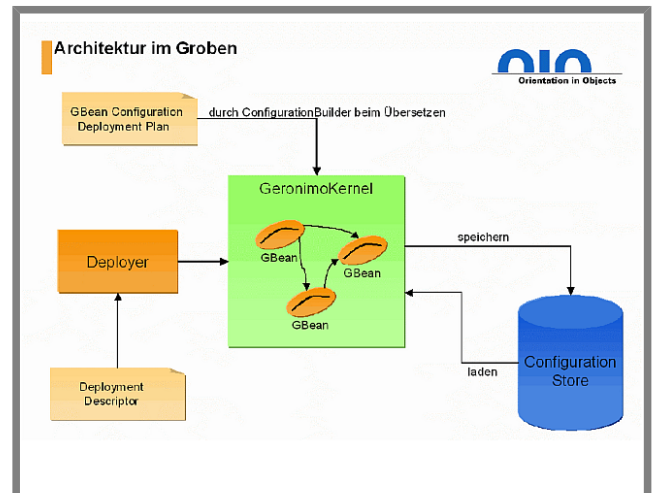 Architektur im Groben
OIO
Orientation in Objects
GBean Configuration
Deployment Plan
durch ConfigurationBuilder beim Übersetzen
GeronimoKernel
GBean
GBean
GBean
Deployer
speichern
laden
Configuration
Store
Deployment
Descriptor